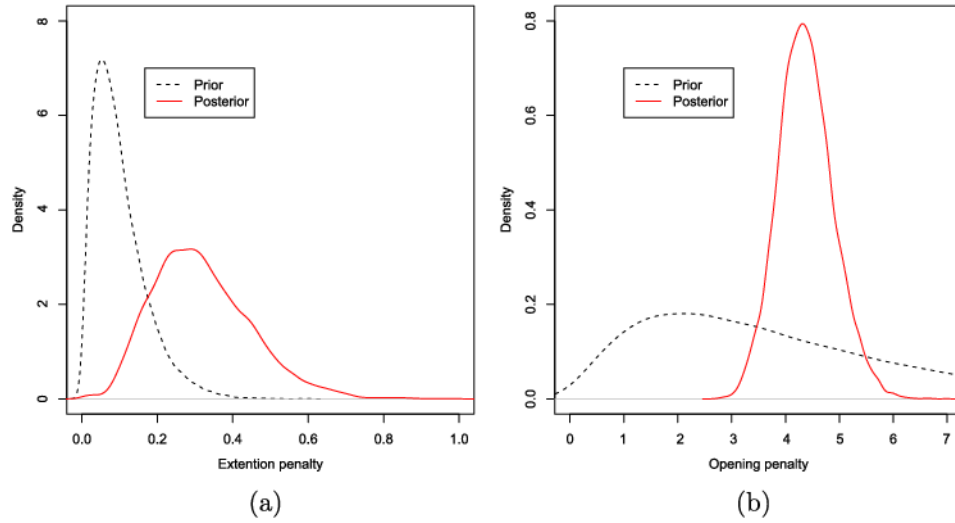 8
6
4
2
0
Density
Prior
Posterior
0.0 0.2 0.4 0.6 0.8 1.0
Extention penalty
(a)
0.8
0.6
0.4
0.2
0.0
Density
Prior
Posterior
0 1 2 3 4 5 6 7
Opening penalty
(b)